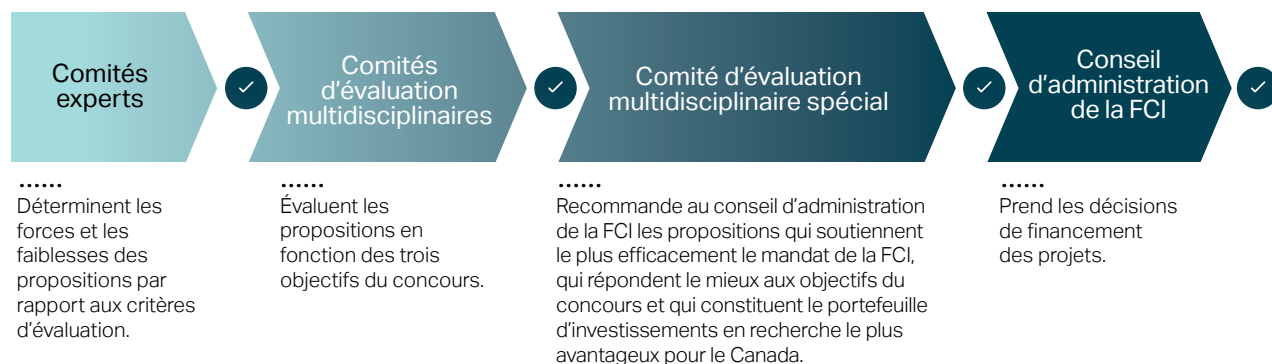 Comités
experts
Comités
d'évaluation
multidisciplinaires
Comité d'évaluation
multidisciplinaire spécial
Conseil
d'administration
de la FCI
......
Déterminent les
forces et les
faiblesses des
propositions par
rapport aux critères
d'évaluation.
......
Évaluent les
propositions en
fonction des trois
objectifs du concours.
......
Recommande au conseil d'administration
de la FCI les propositions qui soutiennent
le plus efficacement le mandat de la FCI,
qui répondent le mieux aux objectifs du
concours et qui constituent le portefeuille
d'investissements en recherche le plus
avantageux pour le Canada.
......
Prend les décisions
de financement
des projets.